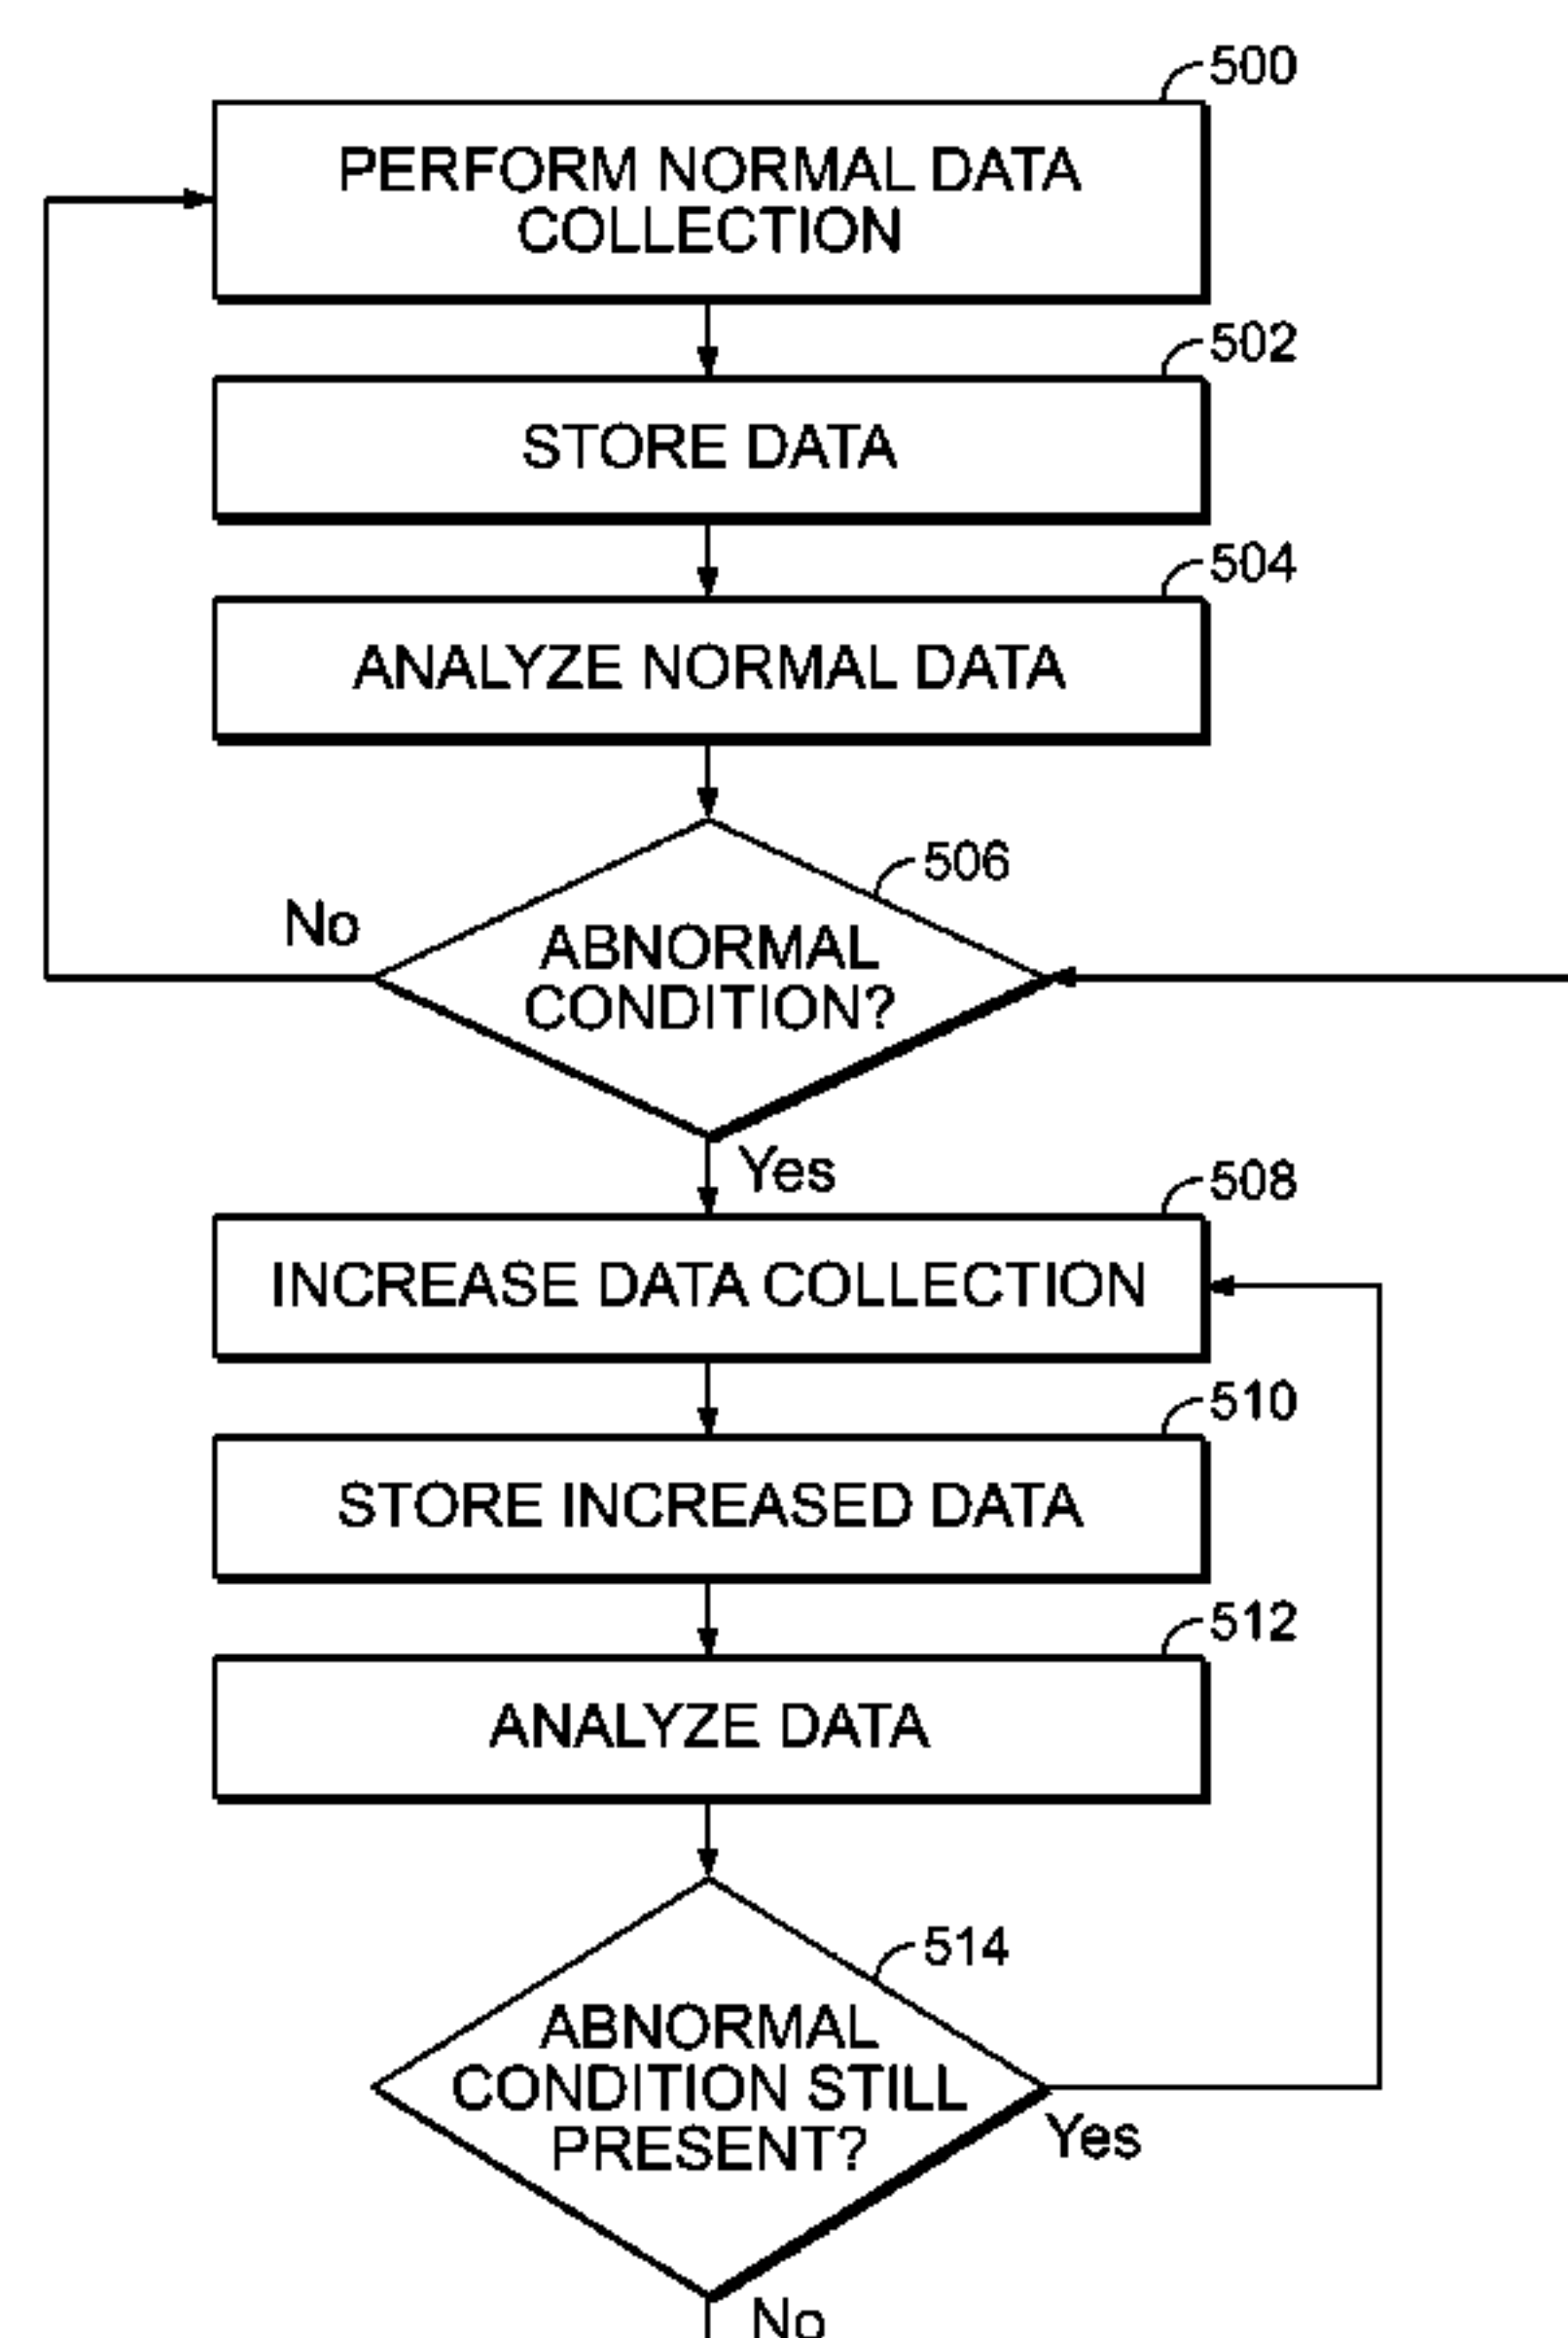 500
PERFORM NORMAL DATA
COLLECTION
502
STORE DATA
504
ANALYZE NORMAL DATA
506
No
ABNORMAL
CONDITION?
Yes
508
INCREASE DATA COLLECTION
510
STORE INCREASED DATA
512
ANALYZE DATA
514
ABNORMAL
CONDITION STILL
PRESENT?
Yes
No